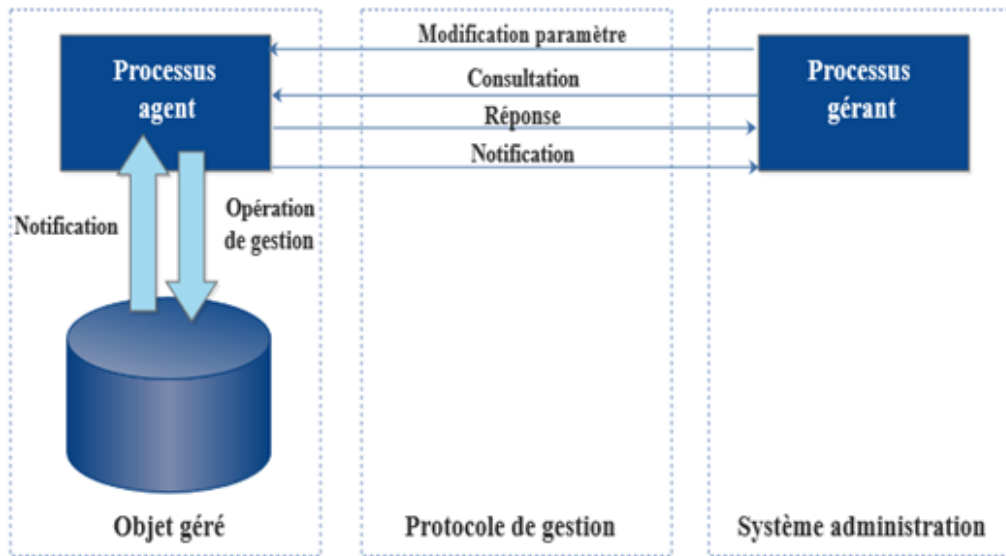 Processus
agent
Modification paramètre
Consultation
Réponse
Notification
Processus
gérant
Notification
Opération
de gestion
Objet géré
Protocole de gestion
Système administration